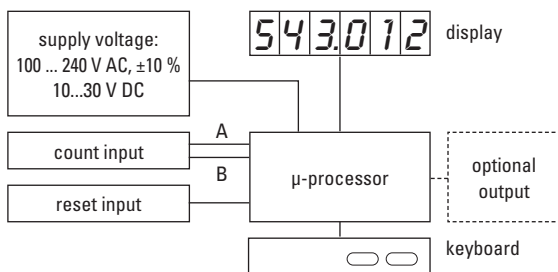 supply voltage:
100 ... 240 V AC, ±10 %
10...30 V DC
543.012
display
count input
A
B
reset input
µ-processor
optional
output
keyboard